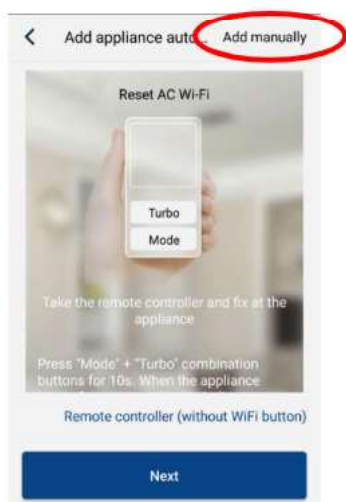 Add appliance auto... Add manually
Reset AC Wi-Fi
Turbo
Mode
Take the remote controller and fix at the
appliance
Press "Mode" + "Turbo" combination
buttons for 10s. When the appliance
Remote controller (without WiFi button)
Next